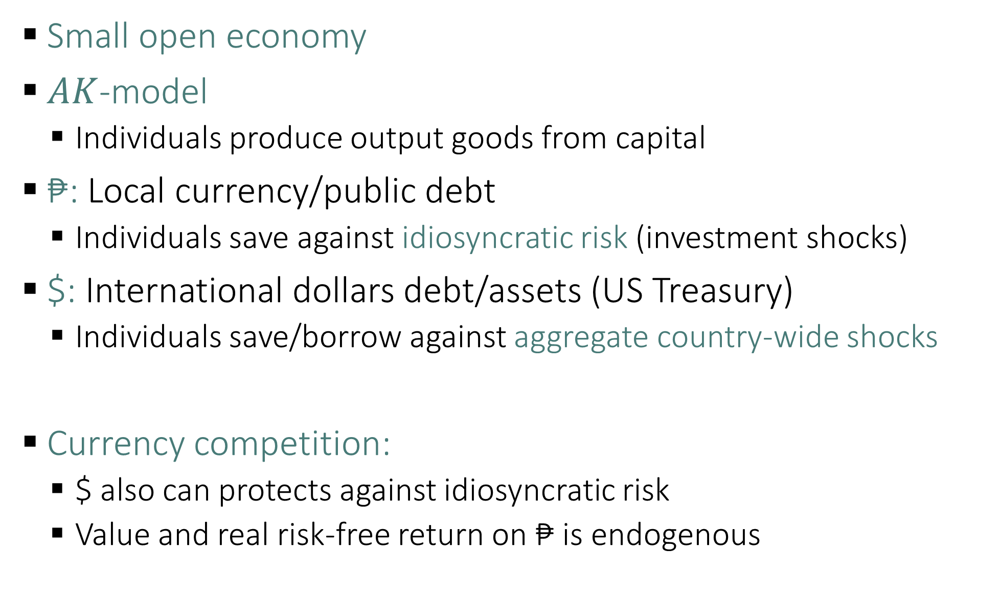 ▪ Small open economy
▪ AK-model
▪ Individuals produce output goods from capital
▪ ₱: Local currency/public debt
▪ Individuals save against idiosyncratic risk (investment shocks)
▪ $: International dollars debt/assets (US Treasury)
▪ Individuals save/borrow against aggregate country-wide shocks
▪ Currency competition:
▪ $ also can protects against idiosyncratic risk
▪ Value and real risk-free return on ₱ is endogenous